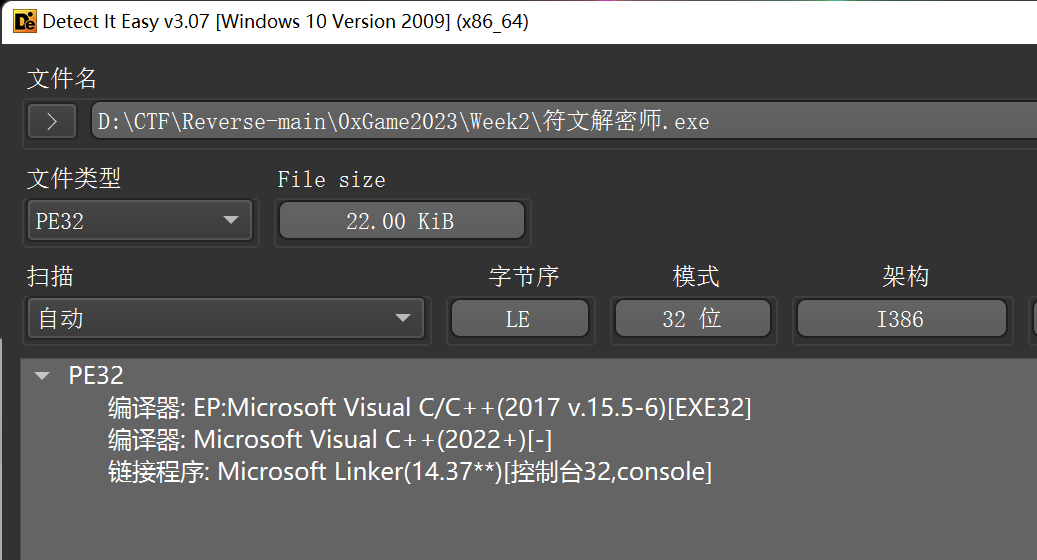 Detect It Easy v3.07 [Windows 10 Version 2009] (x86_64)
文件名
D:\CTF\Reverse-main\0xGame2023\Week2\符文解密师.exe
文件类型 File size
PE32 22.00 KiB
扫描 字节序 模式 架构
自动 LE 32 位 I386
PE32
编译器: EP:Microsoft Visual C/C++(2017 v.15.5-6)[EXE32]
编译器: Microsoft Visual C++(2022+)[-]
链接程序: Microsoft Linker(14.37**)[控制台32,console]